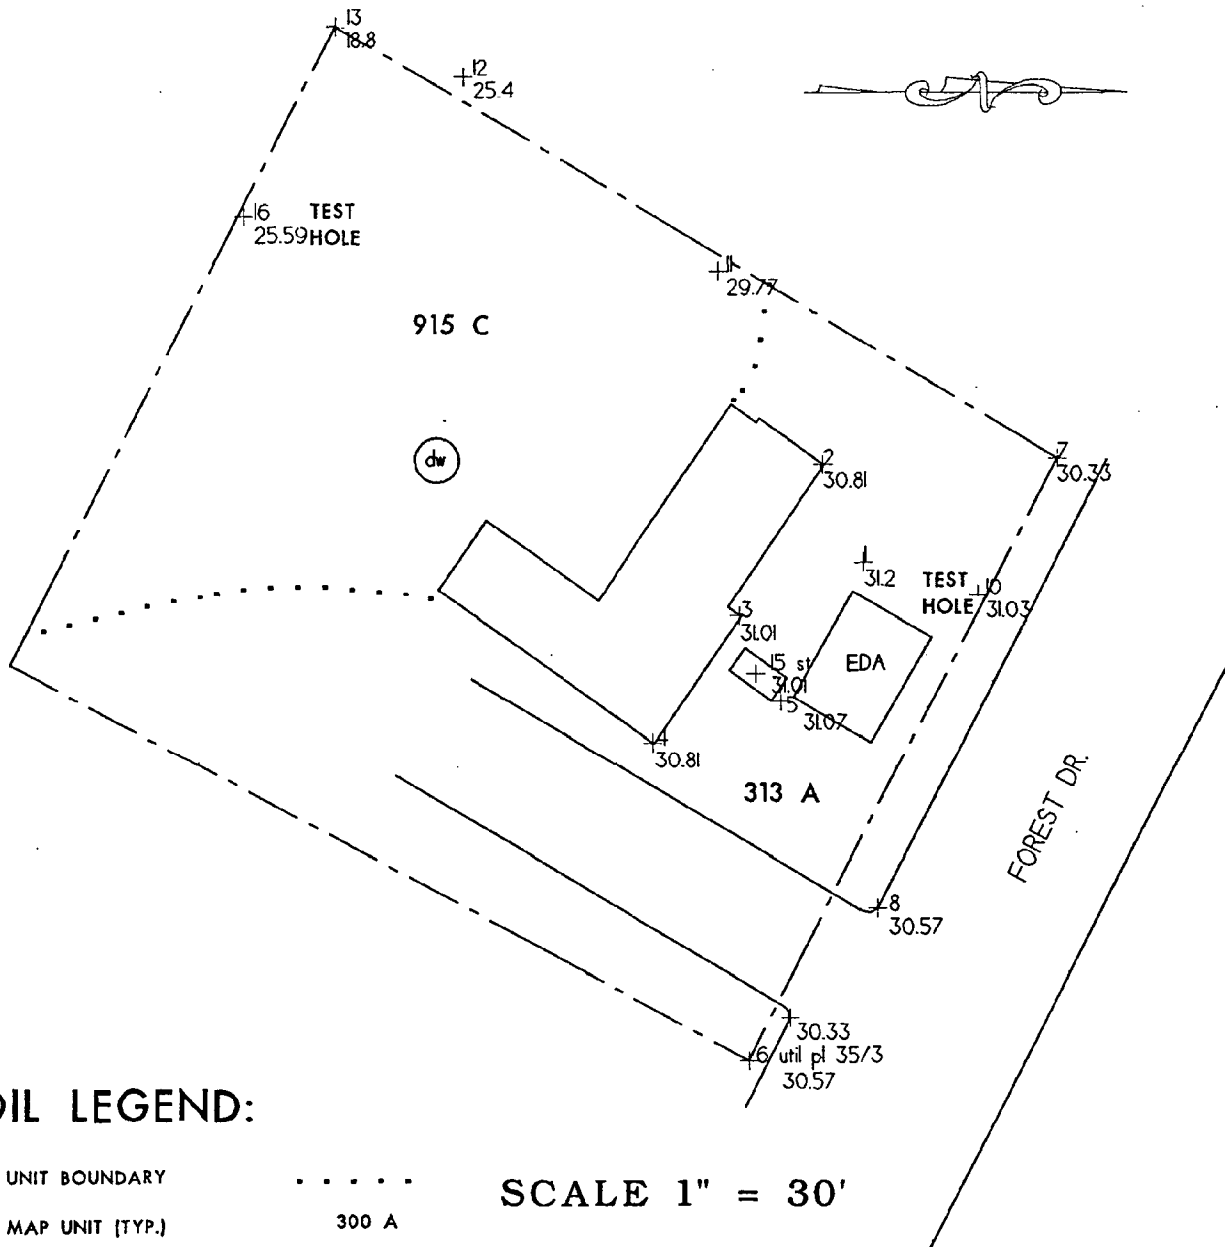 13
18.8
12
25.4
16 TEST
25.59 HOLE
11
29.77
915 C
dw
2
30.81
7
30.33
1
31.2
TEST
HOLE
10
31.03
3
31.01
15 st
31.01
EDA
5
31.07
4
30.81
313 A
FOREST DR.
8
30.57
30.33
6 util pl 35/3
30.57
OIL LEGEND:
UNIT BOUNDARY
MAP UNIT (TYP.) 300 A
SCALE 1" = 30'